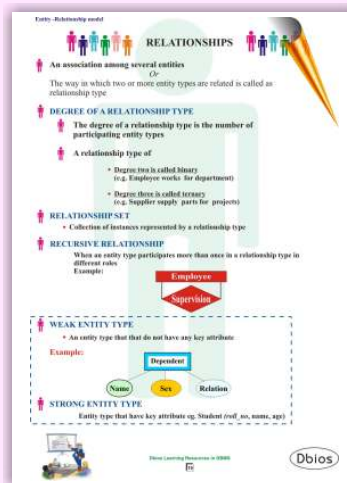 Entity -Relationship model
RELATIONSHIPS
An association among several entities
Or
The way in which two or more entity types are related is called as
relationship type
DEGREE OF A RELATIONSHIP TYPE
The degree of a relationship type is the number of
participating entity types
A relationship type of
Degree two is called binary
(e.g. Employee works for department)
Degree three is called ternary
(e.g. Supplier supply parts for projects)
RELATIONSHIP SET
Collection of instances represented by a relationship type
RECURSIVE RELATIONSHIP
When an entity type participates more than once in a relationship type in
different roles
Example:
Employee
Supervision
WEAK ENTITY TYPE
An entity type that that do not have any key attribute
Example:
Dependent
Name
Sex
Relation
STRONG ENTITY TYPE
Entity type that have key attribute eg. Student (roll_no, name, age)
Dbios Learning Resources in RDBMS
Dbios